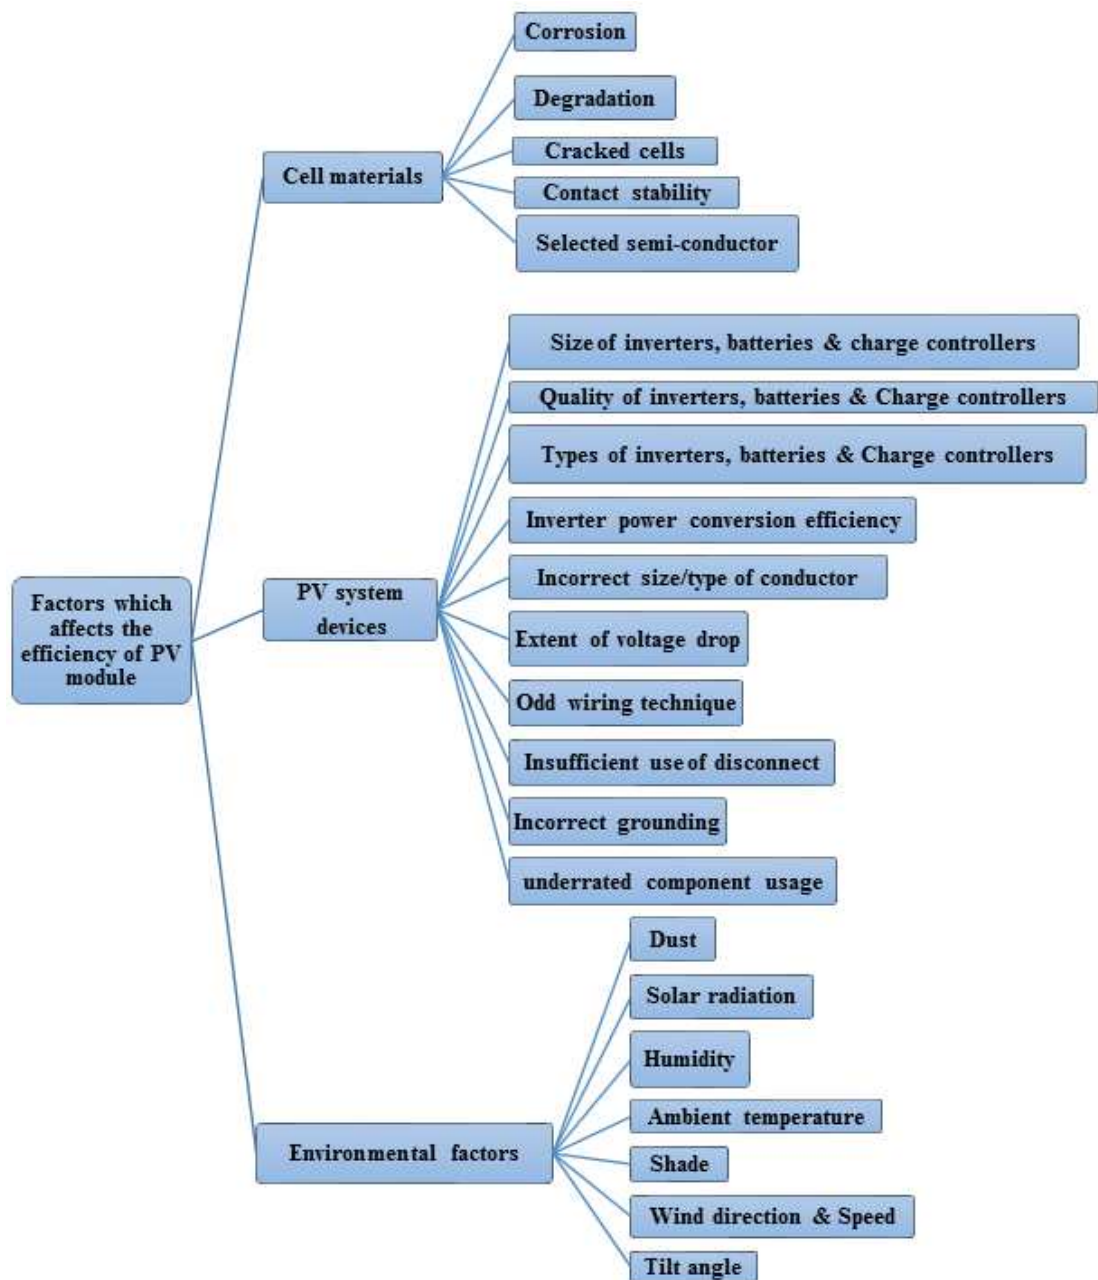 Corrosion
Degradation
Cracked cells
Cell materials
Contact stability
Selected semi-conductor
Size of inverters, batteries & charge controllers
Quality of inverters, batteries & Charge controllers
Types of inverters, batteries & Charge controllers
Inverter power conversion efficiency
Incorrect size/type of conductor
PV system
devices
Factors which
affects the
efficiency of PV
module
Extent of voltage drop
Odd wiring technique
Insufficient use of disconnect
Incorrect grounding
underrated component usage
Dust
Solar radiation
Humidity
Ambient temperature
Environmental factors
Shade
Wind direction & Speed
Tilt angle